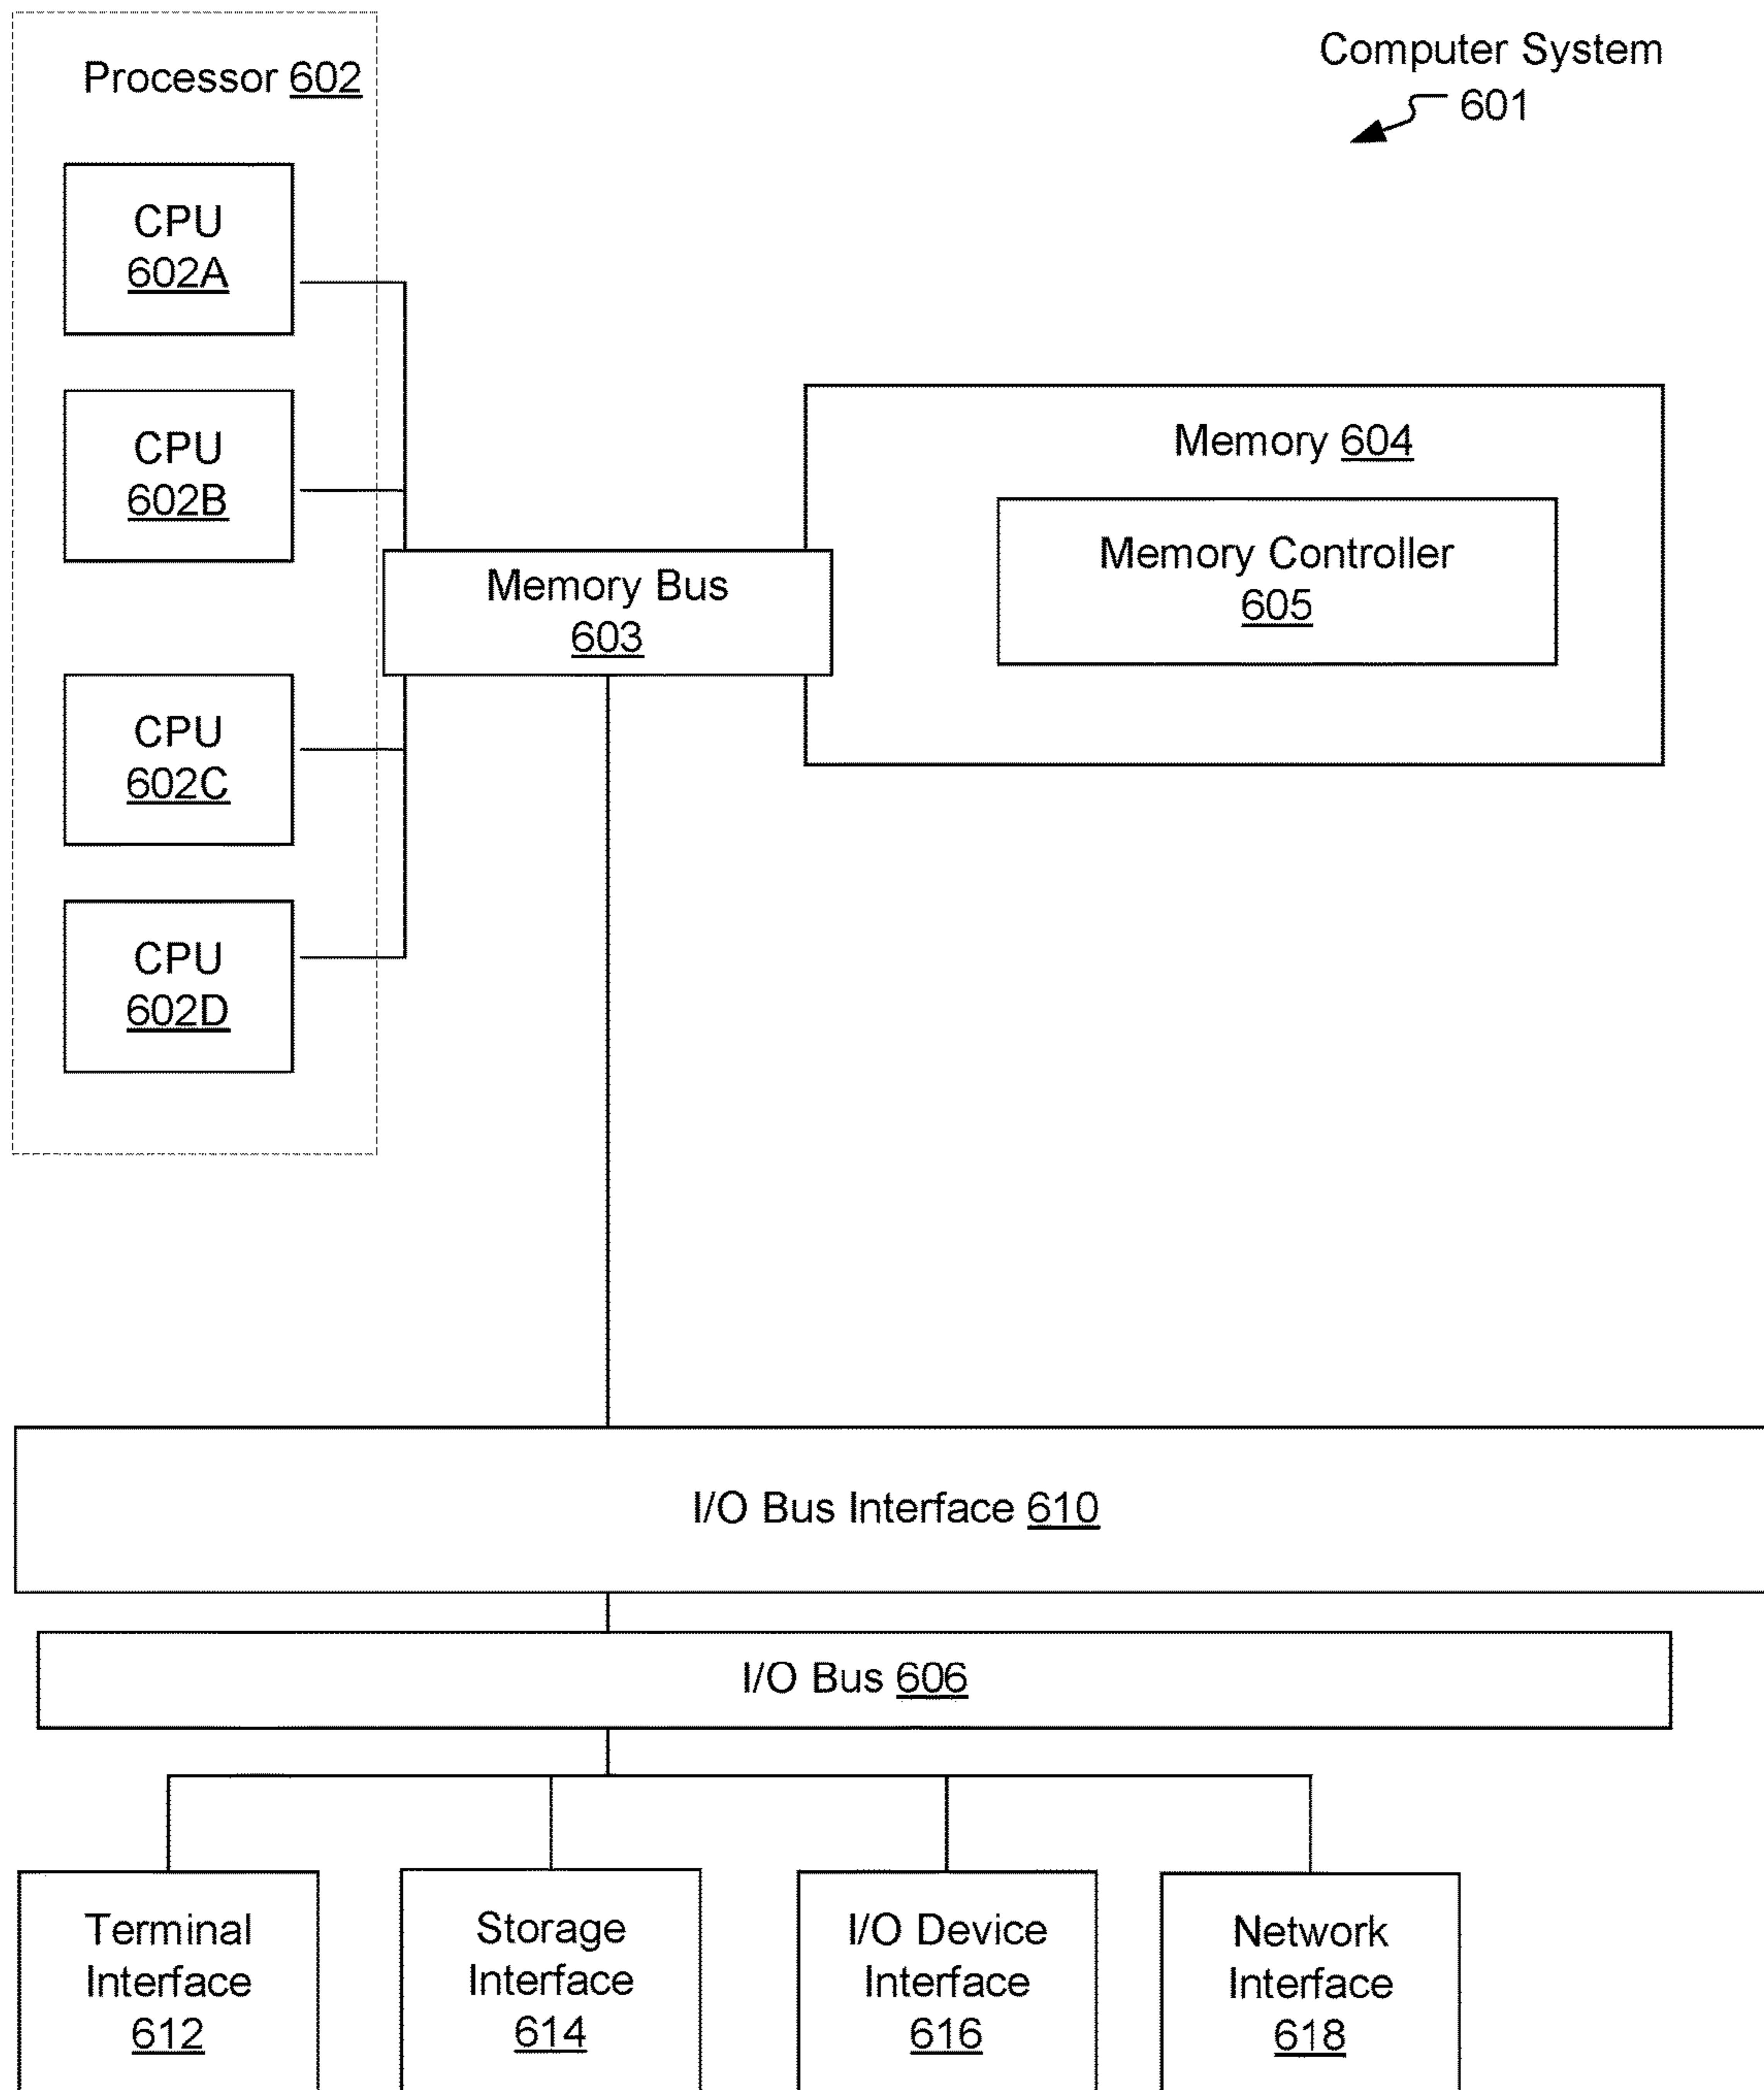 Processor 602
Computer System
601
CPU
602A
CPU
602B
Memory 604
Memory Controller
605
Memory Bus
603
CPU
602C
CPU
602D
I/O Bus Interface 610
I/O Bus 606
Terminal
Interface
612
Storage
Interface
614
I/O Device
Interface
616
Network
Interface
618